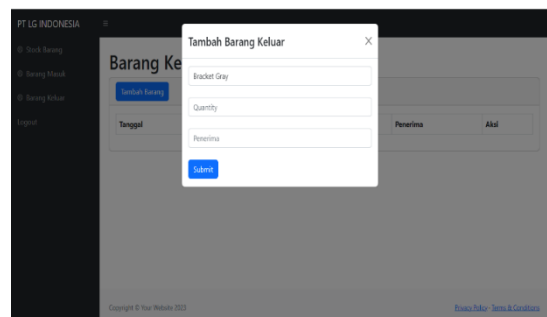 PT LG INDONESIA
Stock Barang
Barang Masuk
Barang Keluar
Logout
Barang Ke
Tambah Barang
Tanggal
Penerima
Aksi
Tambah Barang Keluar
Bracket Gray
Quantity
Penerima
Submit
Copyright © Your Website 2023
Privacy Policy · Terms & Conditions